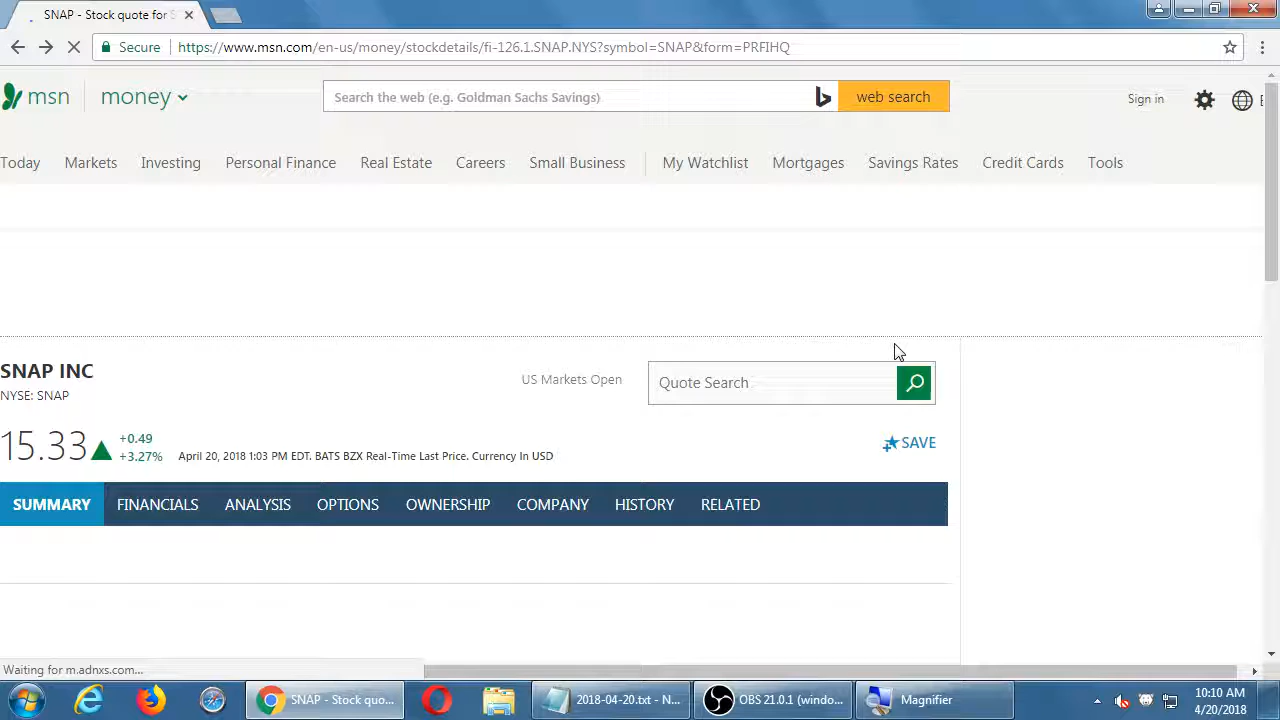 SNAP - Stock quote for S
Secure https://www.msn.com/en-us/money/stockdetails/fi-126.1.SNAP.NYS?symbol=SNAP&form=PRFIHQ
msn money Search the web (e.g. Goldman Sachs Savings) web search Sign in
Today Markets Investing Personal Finance Real Estate Careers Small Business My Watchlist Mortgages Savings Rates Credit Cards Tools
SNAP INC
NYSE: SNAP
US Markets Open Quote Search
15.33 +0.49
+3.27% April 20, 2018 1:03 PM EDT. BATS BZX Real-Time Last Price. Currency In USD
SAVE
SUMMARY FINANCIALS ANALYSIS OPTIONS OWNERSHIP COMPANY HISTORY RELATED
Waiting for m.adnxs.com...
SNAP - Stock quo... 2018-04-20.txt - N... OBS 21.0.1 (windo... Magnifier 10:10 AM
4/20/2018